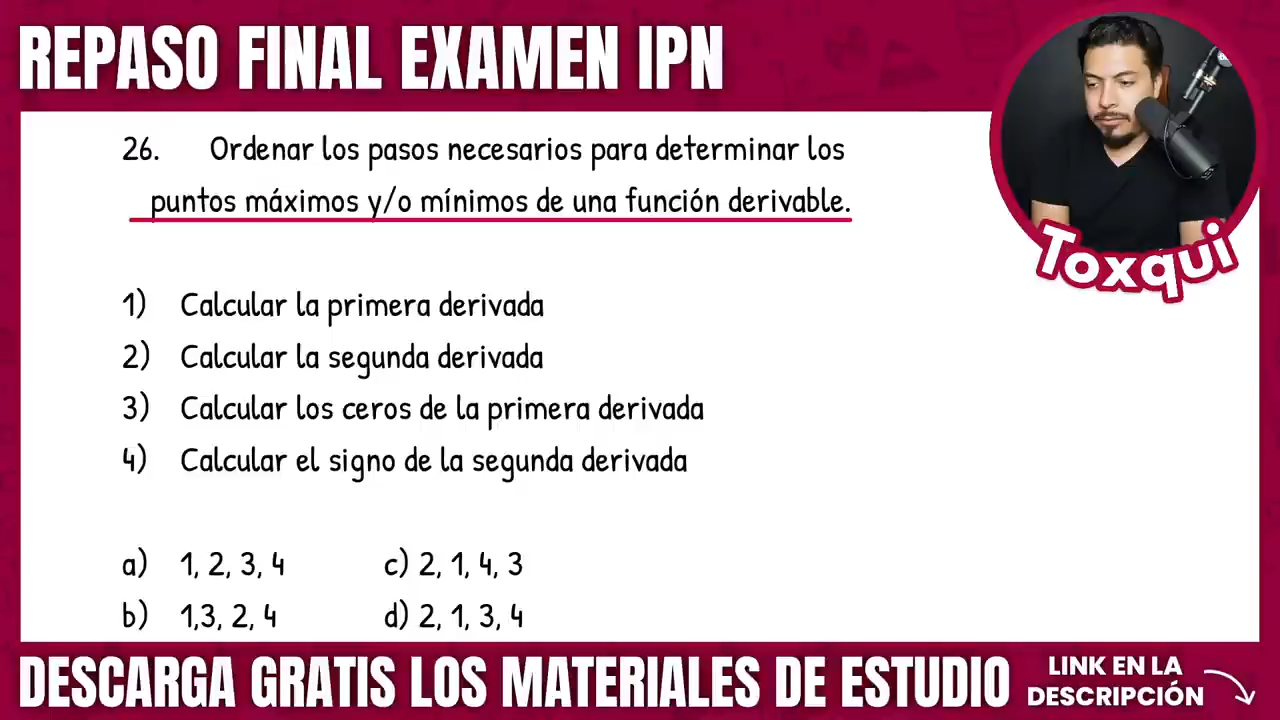 REPASO FINAL EXAMEN IPN
26. Ordenar los pasos necesarios para determinar los
puntos máximos y/o mínimos de una función derivable.
Toxqui
1) Calcular la primera derivada
2) Calcular la segunda derivada
3) Calcular los ceros de la primera derivada
4) Calcular el signo de la segunda derivada
a) 1, 2, 3, 4 c) 2, 1, 4, 3
b) 1,3, 2, 4 d) 2, 1, 3, 4
DESCARGA GRATIS LOS MATERIALES DE ESTUDIO
LINK EN LA
DESCRIPCIÓN